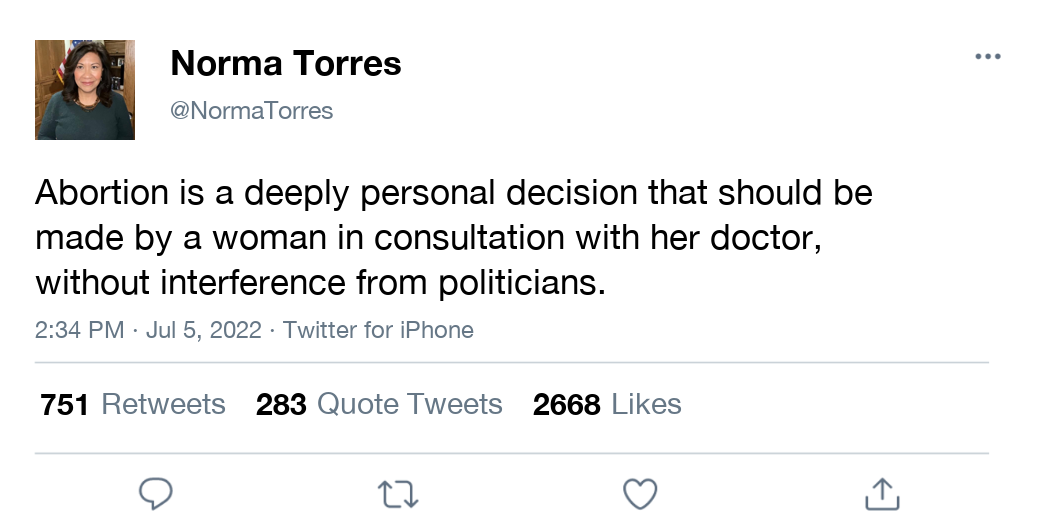 Norma Torres
@NormaTorres
Abortion is a deeply personal decision that should be
made by a woman in consultation with her doctor,
without interference from politicians.
2:34 PM · Jul 5, 2022 · Twitter for iPhone
751 Retweets 283 Quote Tweets 2668 Likes